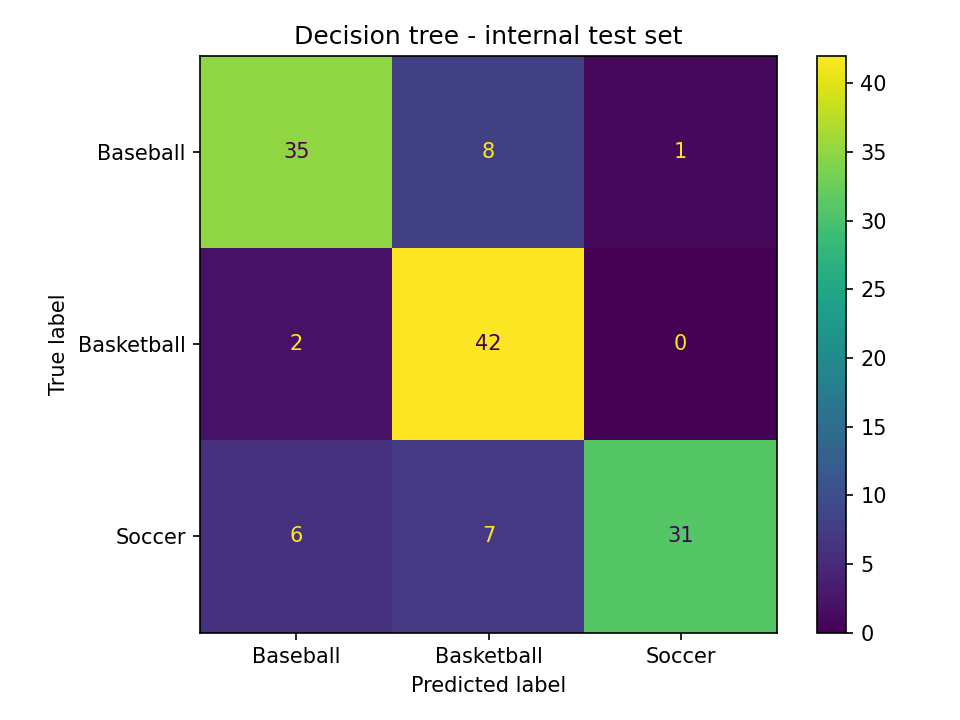 Decision tree - internal test set
True label
Baseball
35 8 1
Basketball
2 42 0
Soccer
6 7 31
Baseball Basketball Soccer
Predicted label
40
35
30
25
20
15
10
5
0